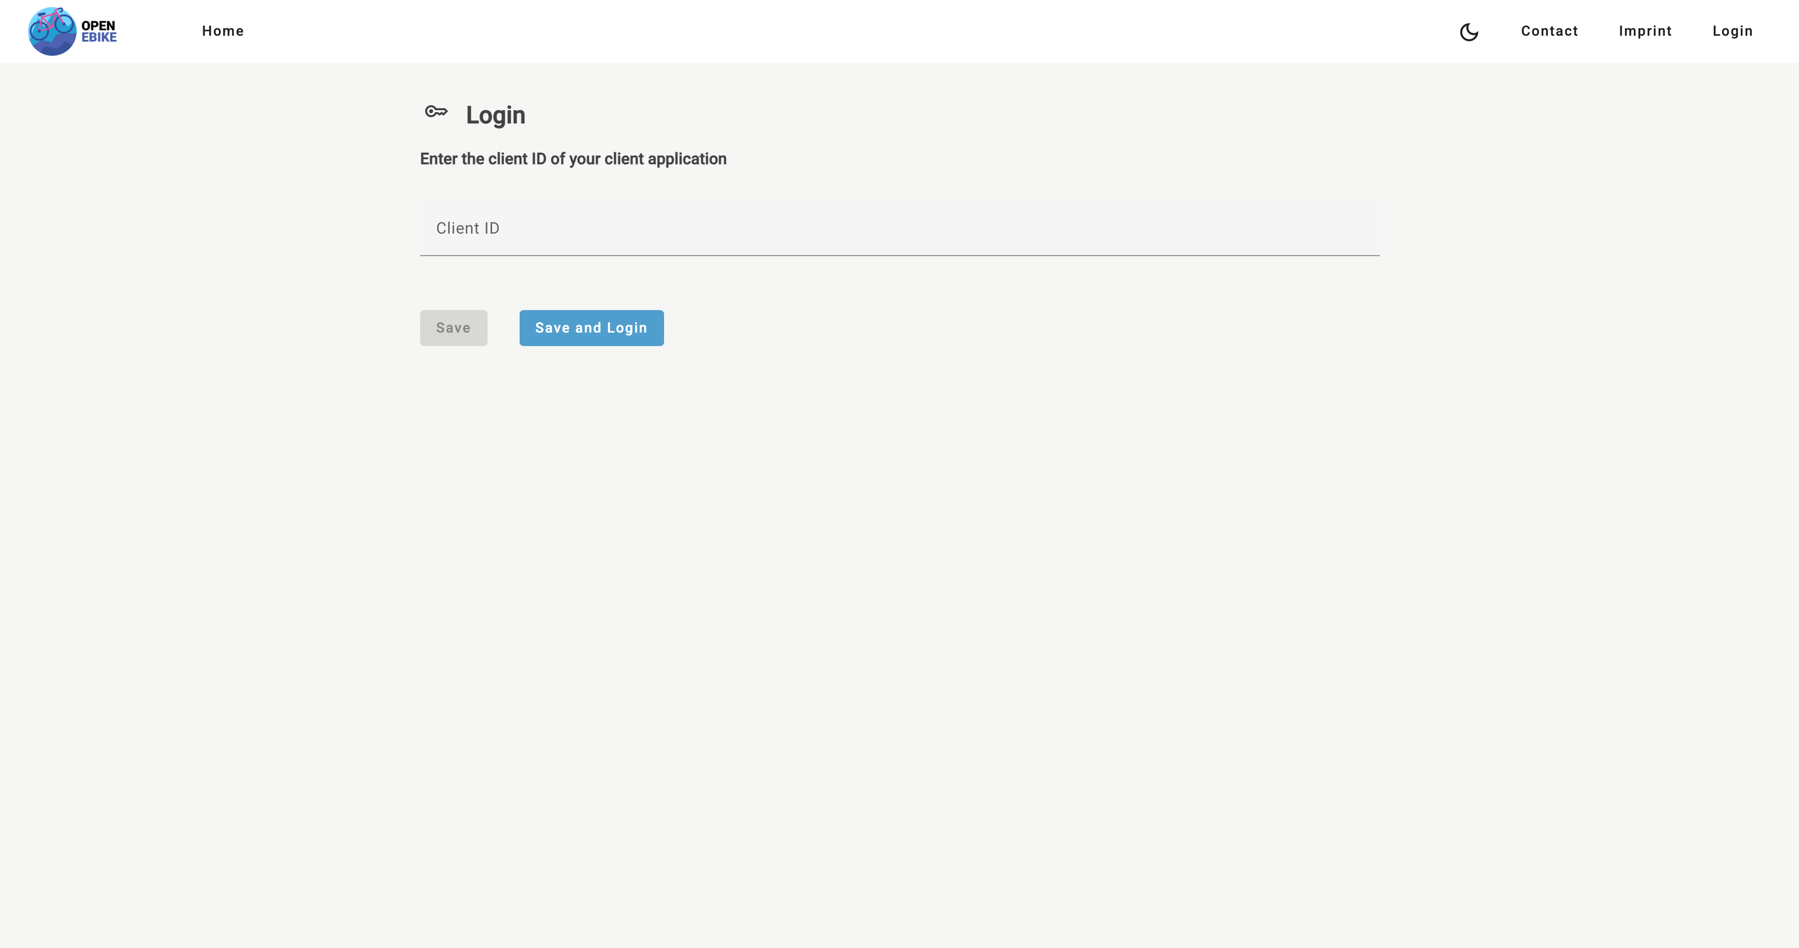 OPEN
EBIKE
Home
Contact
Imprint
Login
Login
Enter the client ID of your client application
Client ID
Save
Save and Login